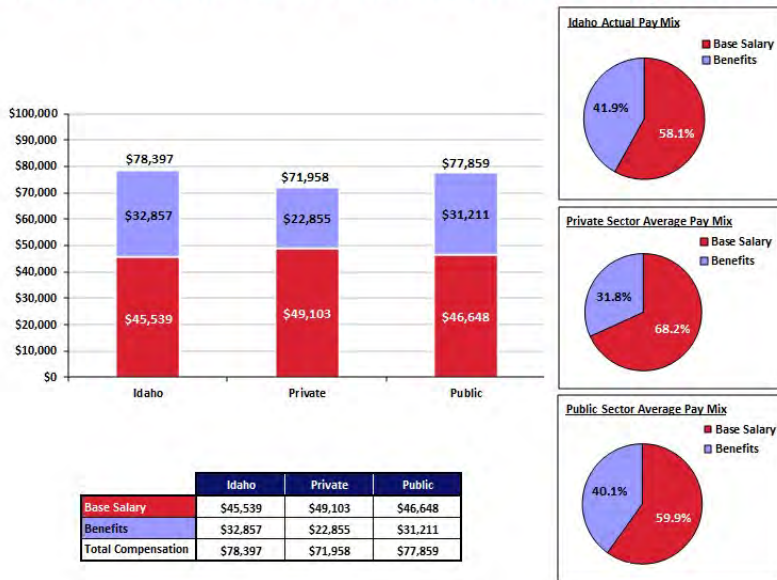 $100,000
$90,000
$80,000
$70,000
$60,000
$50,000
$40,000
$30,000
$20,000
$10,000
$0
$78,397
$71,958
$77,859
$32,857
$22,855
$31,211
$45,539
$49,103
$46,648
Idaho Private Public
Idaho Private Public
Base Salary $45,539 $49,103 $46,648
Benefits $32,857 $22,855 $31,211
Total Compensation $78,397 $71,958 $77,859
Idaho Actual Pay Mix
Base Salary
Benefits
41.9%
58.1%
Private Sector Average Pay Mix
Base Salary
Benefits
31.8%
68.2%
Public Sector Average Pay Mix
Base Salary
Benefits
40.1%
59.9%